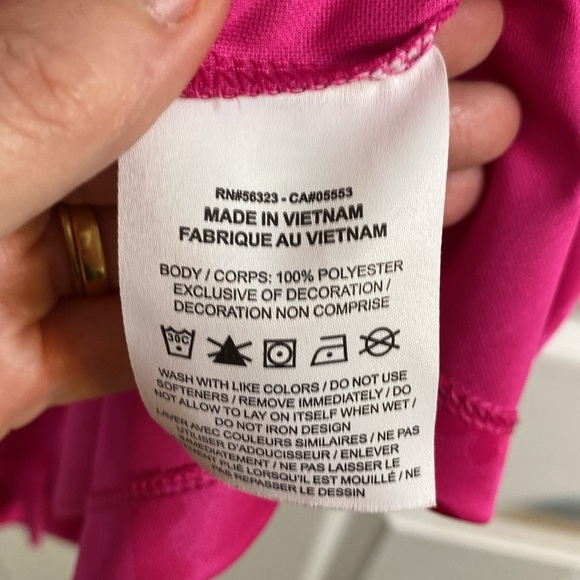 RN#56323 - CA#05553
MADE IN VIETNAM
FABRIQUE AU VIETNAM
BODY / CORPS: 100% POLYESTER
EXCLUSIVE OF DECORATION /
DECORATION NON COMPRISE
30C
WASH WITH LIKE COLORS / DO NOT USE
SOFTENERS / REMOVE IMMEDIATELY / DO
NOT ALLOW TO LAY ON ITSELF WHEN WET /
DO NOT IRON DESIGN
LAVER AVEC COULEURS SIMILAIRES / NE PAS
UTILISER D'ADOUCISSEUR / ENLEVER
IMMEDIATEMENT / NE PAS LAISSER LE
VETEMENT PLIE LORSQU'IL EST MOUILLÉ / NE
PAS REPASSER LE DESSIN